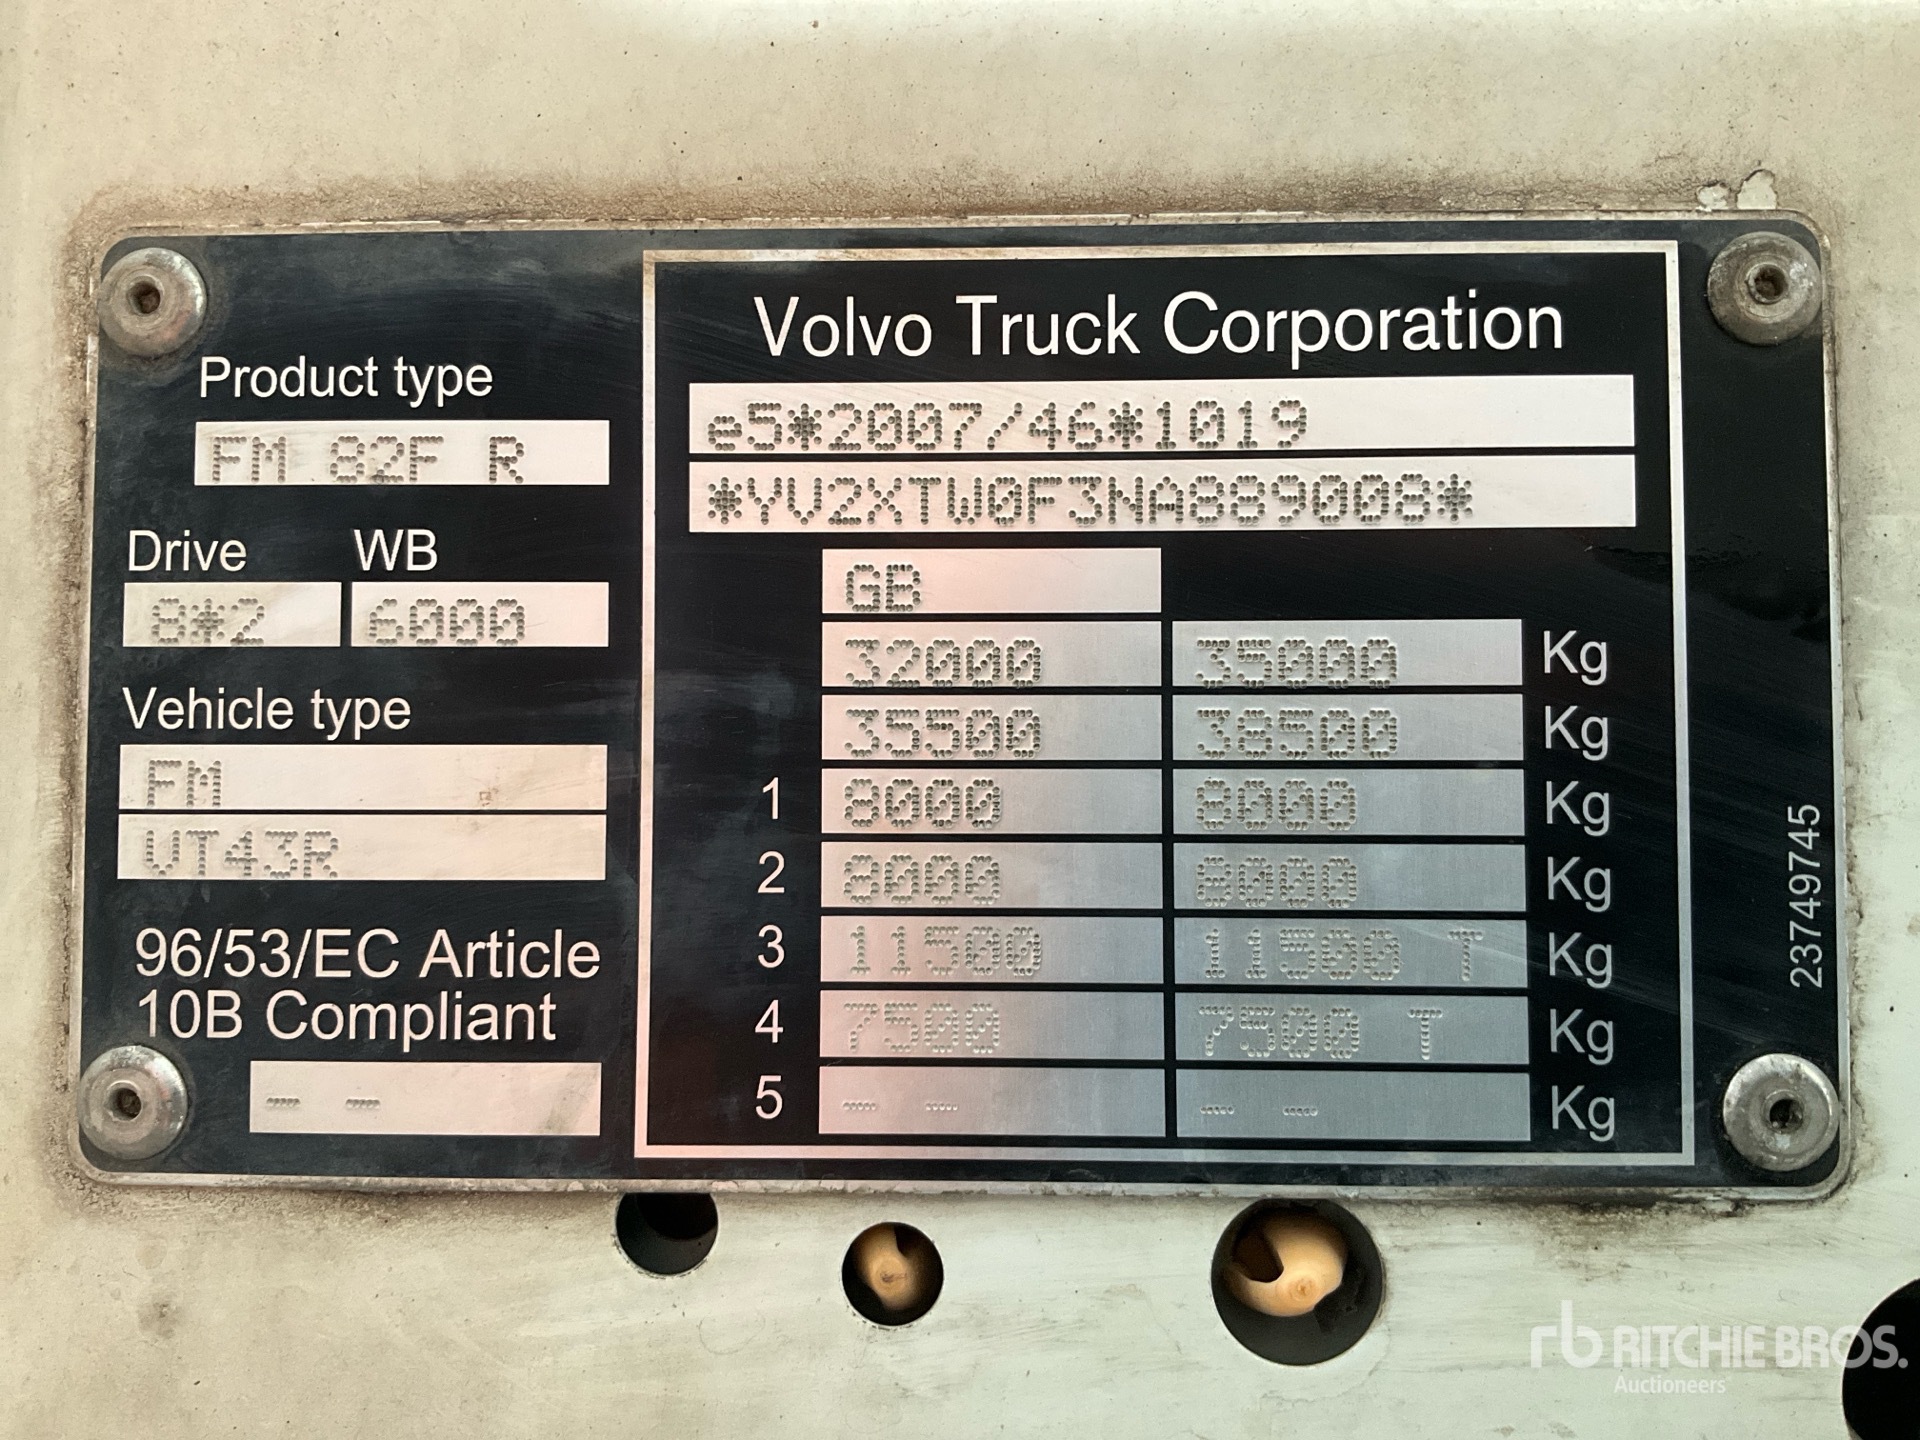 Product type
FM 82F R
Drive WB
8*2 6000
Vehicle type
FM
VT43R
96/53/EC Article
10B Compliant
-- --
Volvo Truck Corporation
e5*2007/46*1019
*YV2XTW0F3NA889008*
GB
32000 35000 Kg
35500 38500 Kg
1 8000 8000 Kg
2 8000 8000 Kg
3 11500 11500 T Kg
4 7500 7500 T Kg
5 -- -- -- -- Kg
23749745
rb RITCHIE BROS.
Auctioneers